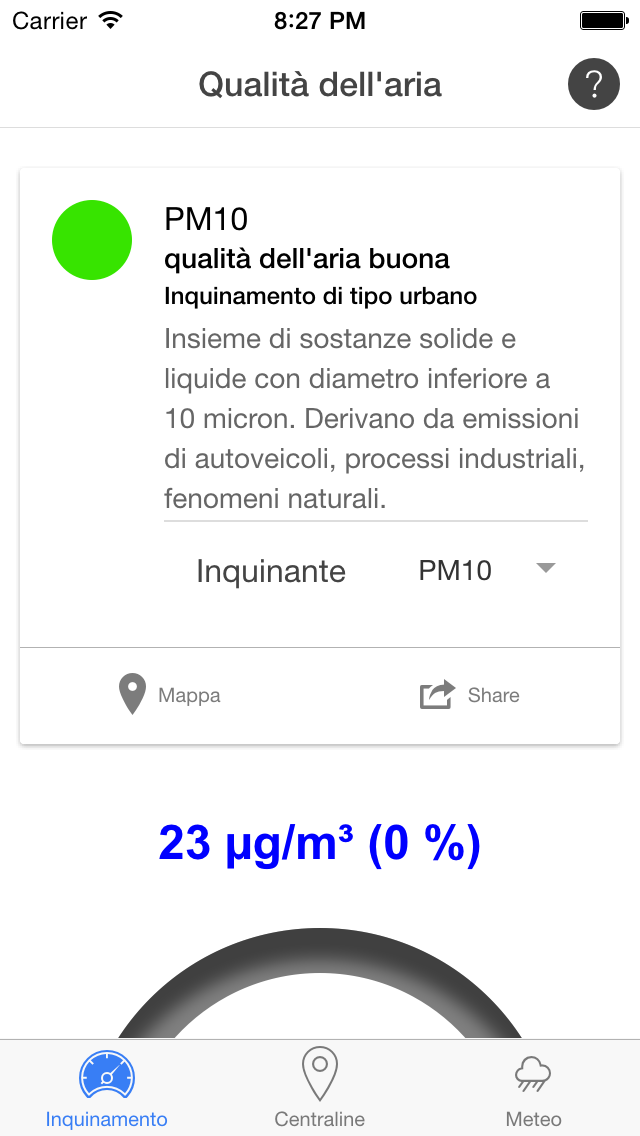 Carrier 8:27 PM
Qualità dell'aria ?
PM10
qualità dell'aria buona
Inquinamento di tipo urbano
Insieme di sostanze solide e
liquide con diametro inferiore a
10 micron. Derivano da emissioni
di autoveicoli, processi industriali,
fenomeni naturali.
Inquinante PM10
Mappa Share
23 µg/m³ (0 %)
Inquinamento Centraline Meteo